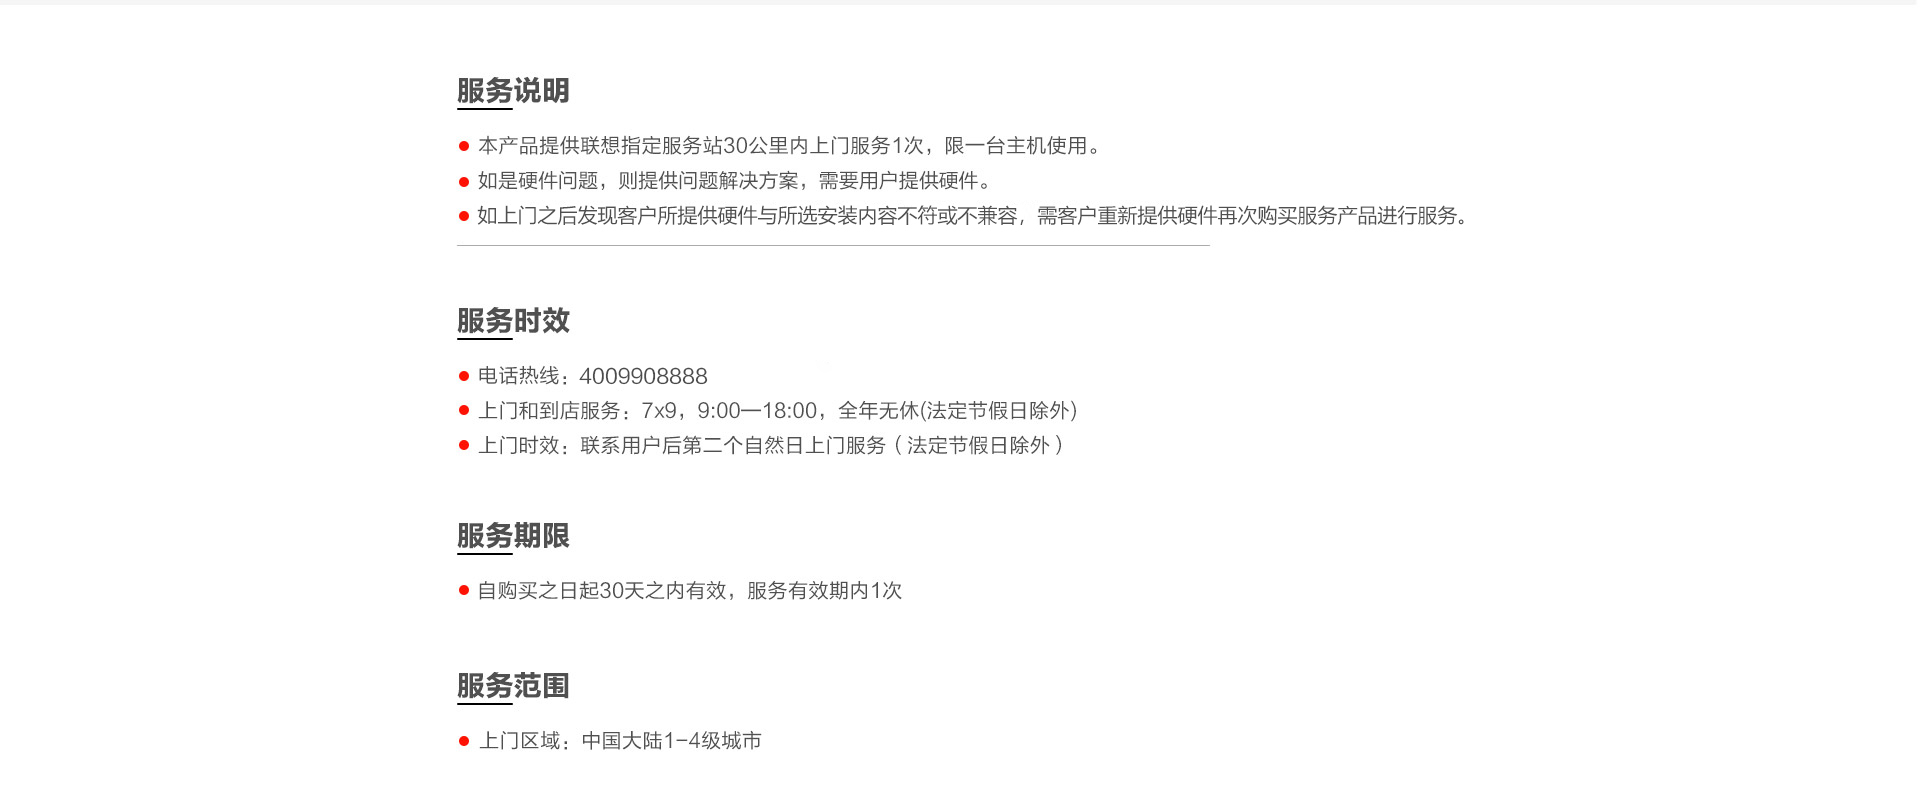 服务说明
本产品提供联想指定服务站30公里内上门服务1次，限一台主机使用。
如是硬件问题，则提供问题解决方案，需要用户提供硬件。
如上门之后发现客户所提供硬件与所选安装内容不符或不兼容，需客户重新提供硬件再次购买服务产品进行服务。
服务时效
电话热线：4009908888
上门和到店服务：7x9，9:00—18:00，全年无休(法定节假日除外)
上门时效：联系用户后第二个自然日上门服务（法定节假日除外）
服务期限
自购买之日起30天之内有效，服务有效期内1次
服务范围
上门区域：中国大陆1-4级城市